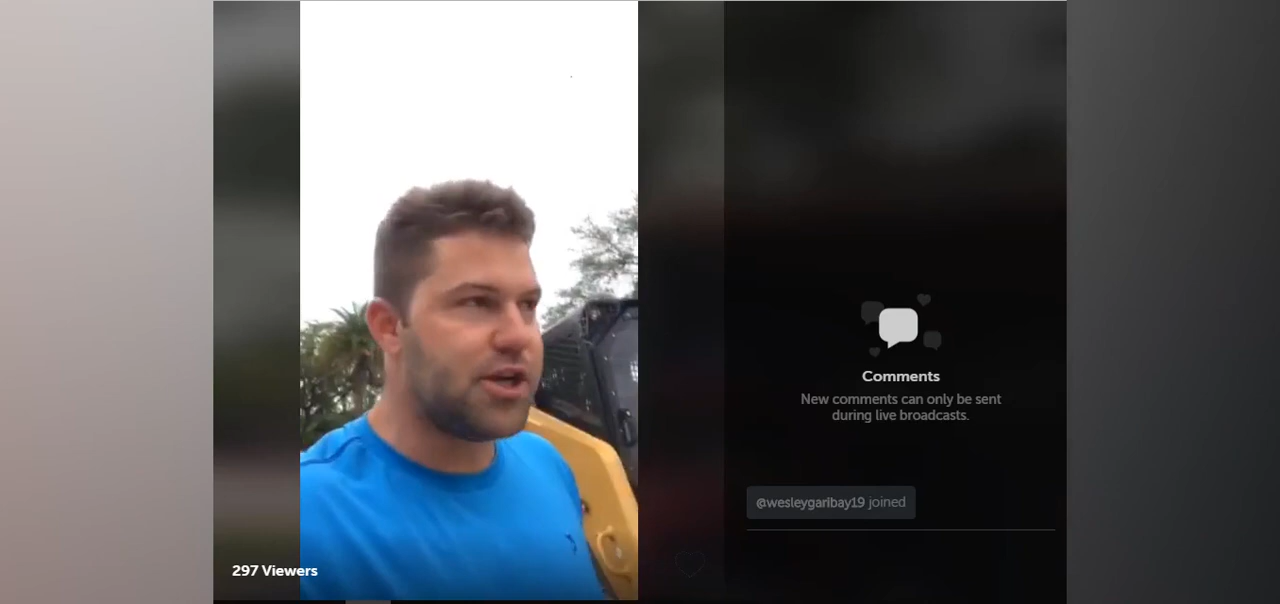 Comments
New comments can only be sent
during live broadcasts.
@wesleygaribay19 joined
297 Viewers